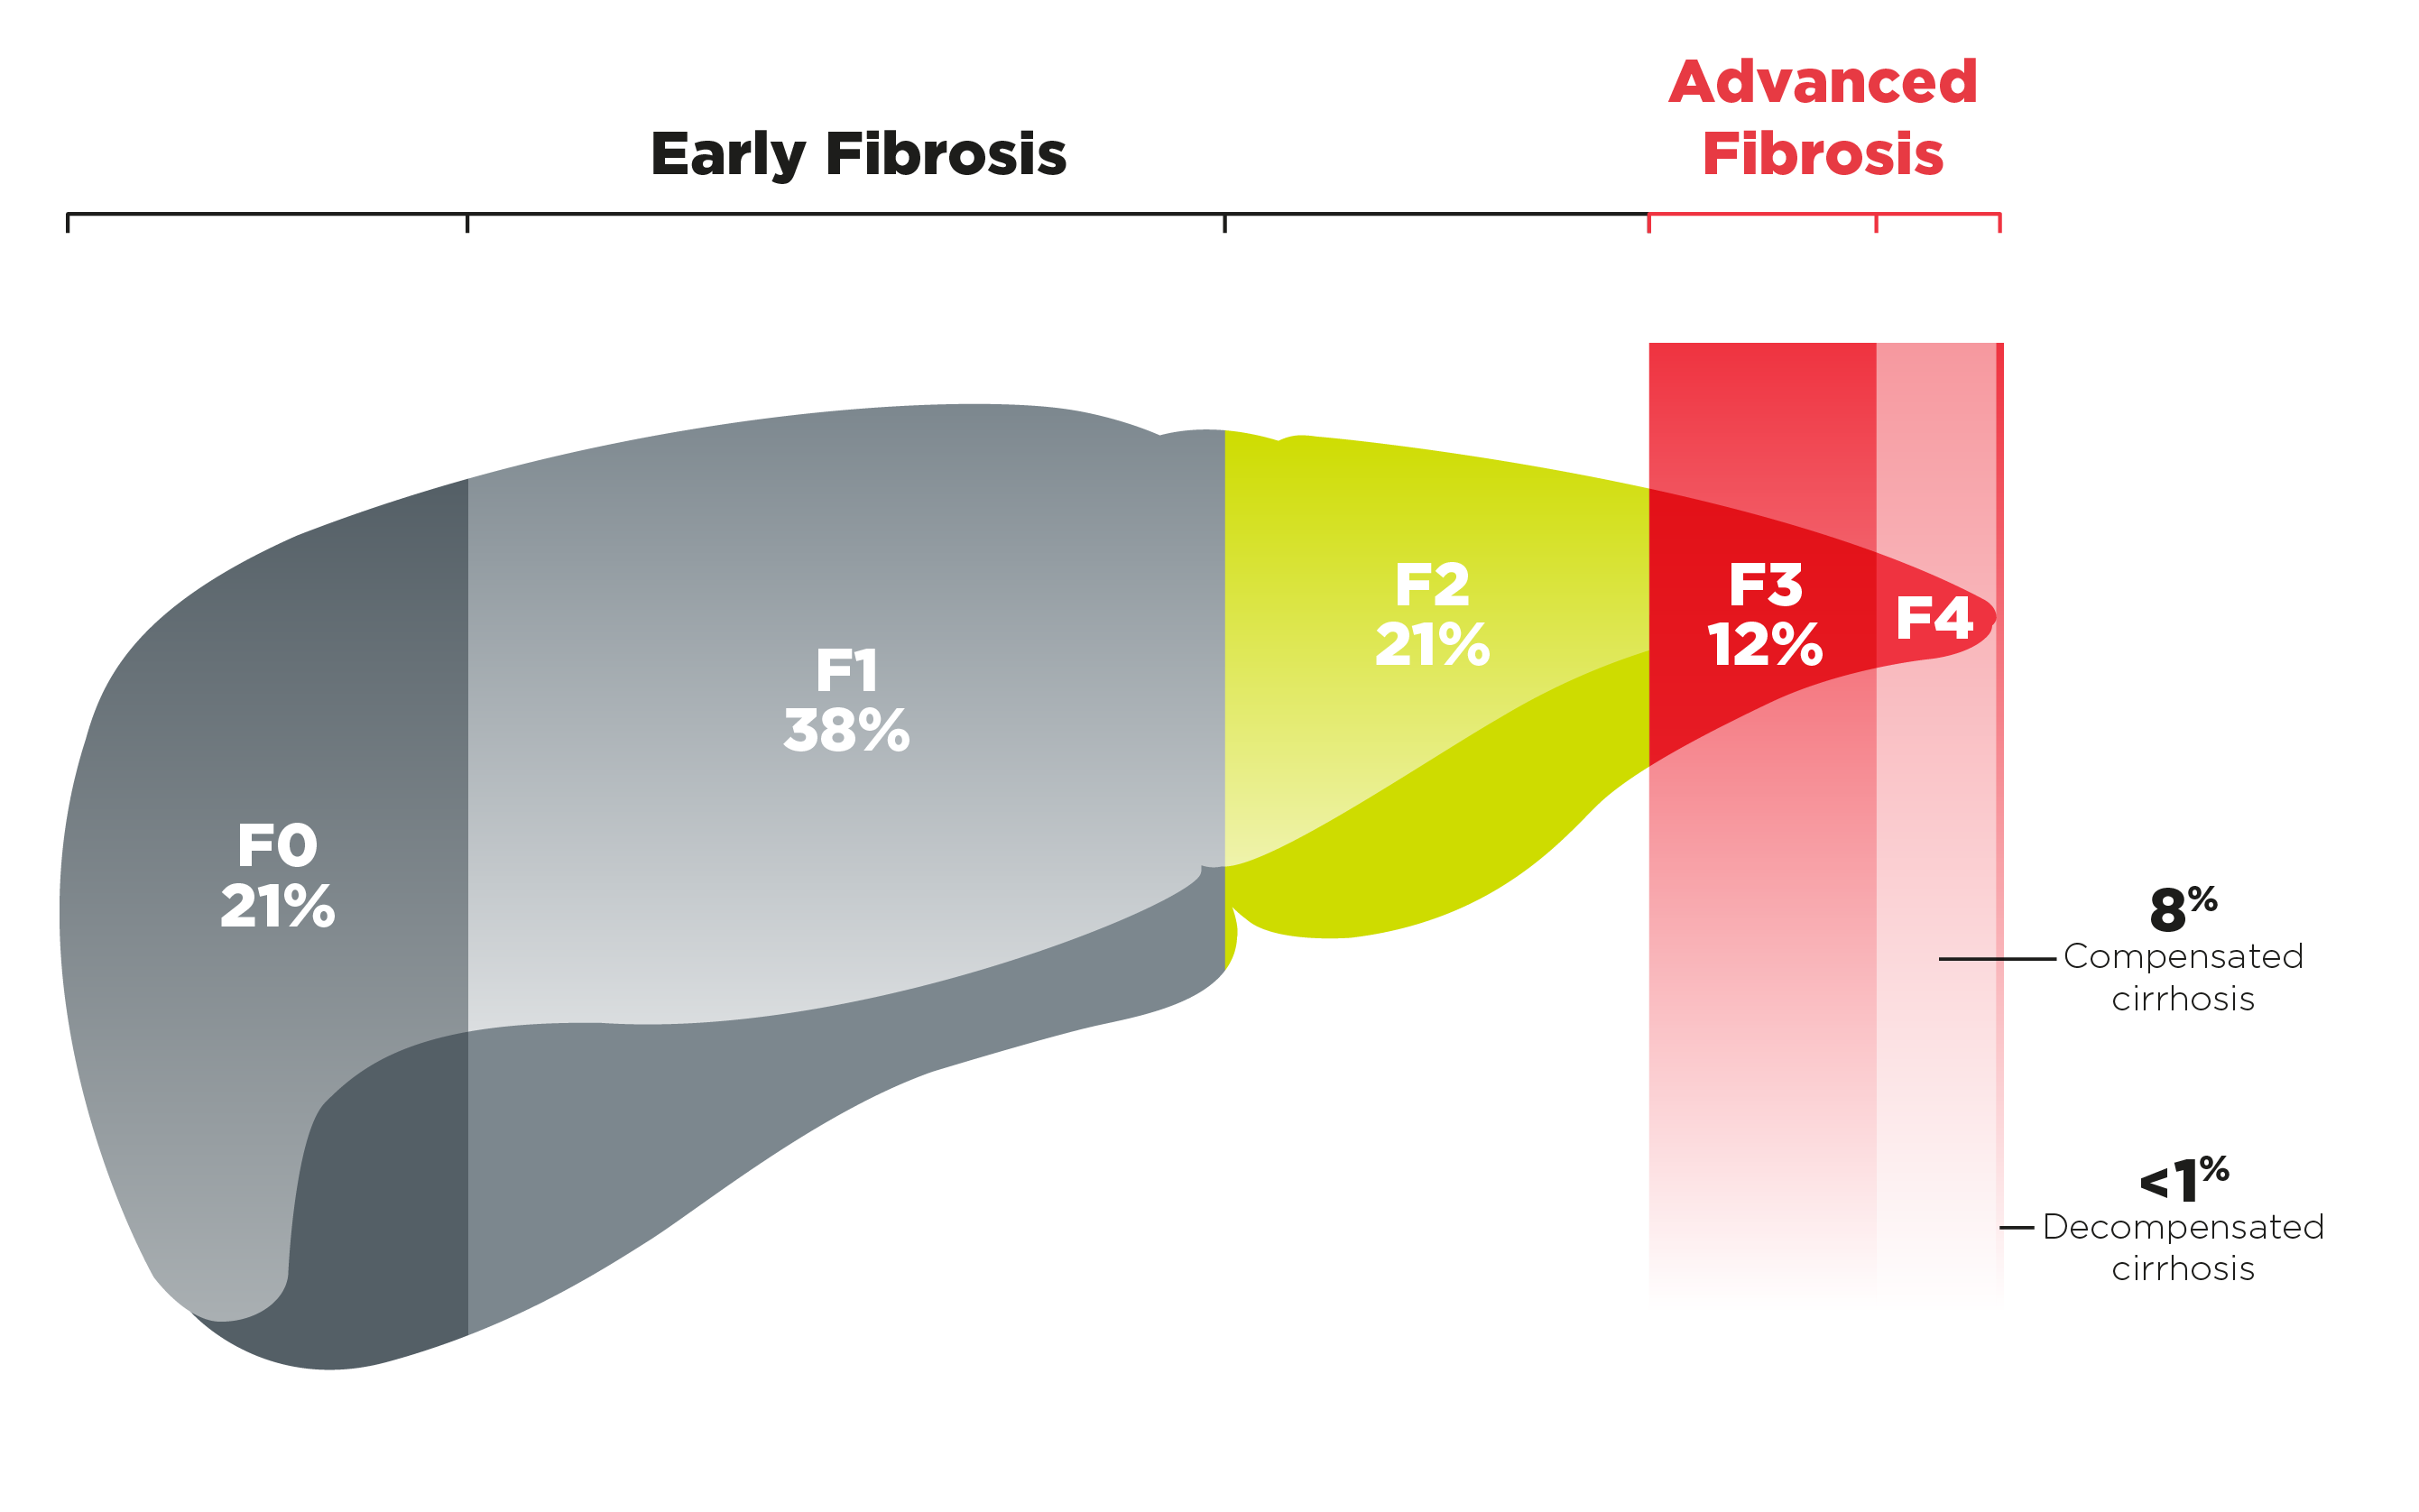 Early Fibrosis
Advanced
Fibrosis
F0
21%
F1
38%
F2
21%
F3
12%
F4
8%
Compensated
cirrhosis
<1%
Decompensated
cirrhosis